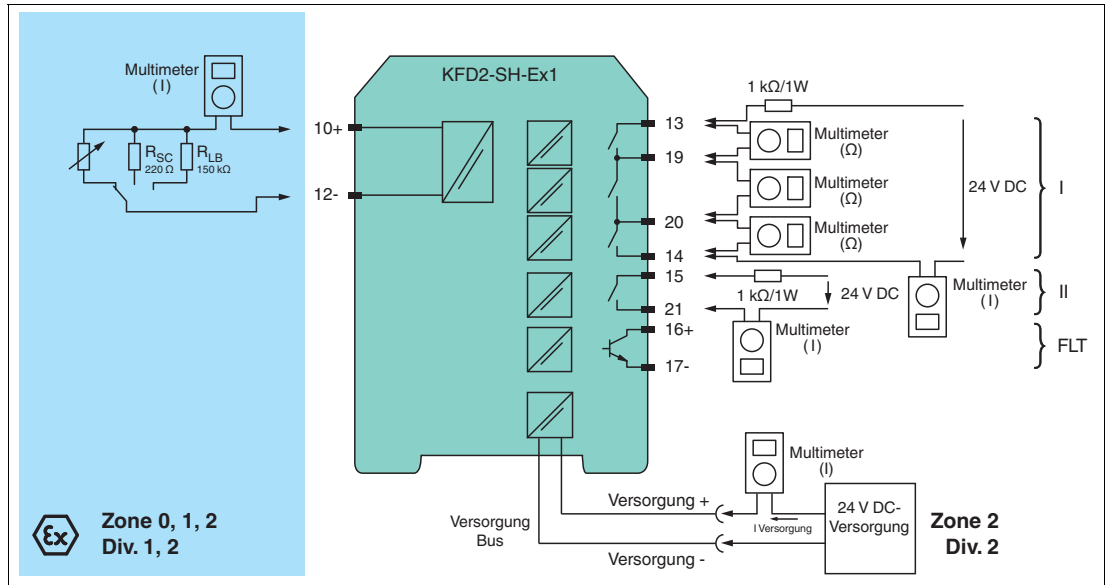 KFD2-SH-Ex1
Multimeter
(I)
10+
12-
R_SC
220 Ω
R_LB
150 kΩ
13
19
20
14
15
21
16+
17-
1 kΩ/1W
Multimeter
(Ω)
Multimeter
(Ω)
Multimeter
(Ω)
24 V DC
I
Multimeter
(I)
1 kΩ/1W
24 V DC
II
Multimeter
(I)
FLT
Multimeter
(I)
Versorgung +
I Versorgung
24 V DC-
Versorgung
Versorgung
Bus
Versorgung -
Zone 2
Div. 2
Ex
Zone 0, 1, 2
Div. 1, 2